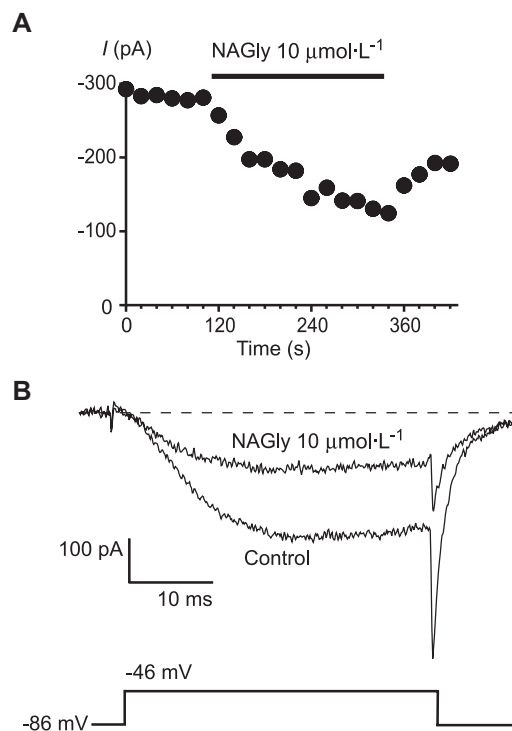 A
I (pA)
NAGly 10 μmol·L⁻¹
-300
-200
-100
0
0 120 240 360
Time (s)
B
NAGly 10 μmol·L⁻¹
Control
100 pA
10 ms
-46 mV
-86 mV